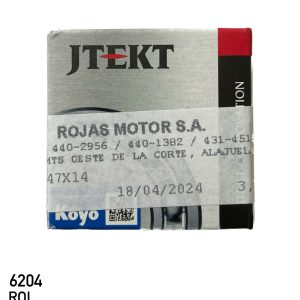 JTEKT
ROJAS MOTOR S.A.
440-2956 / 440-1382 / 431-451
MTS OESTE DE LA CORTE, ALAJUEL
47X14
18/04/2024
3,
Koyo
6204
ROL